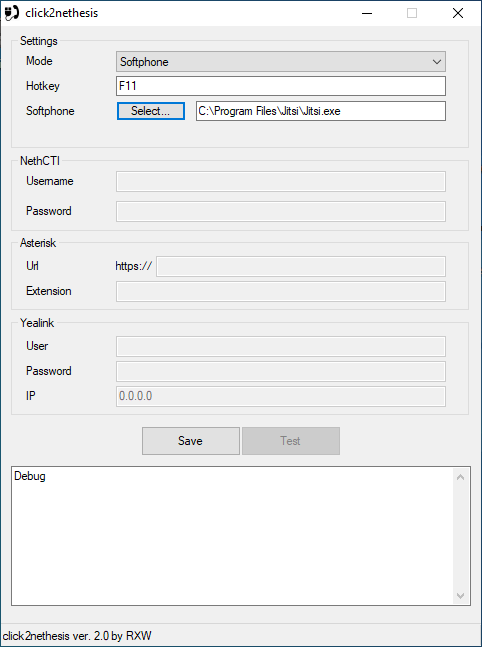 click2nethesis
Settings
Mode
Softphone
Hotkey
F11
Softphone
Select...
C:\Program Files\Jitsi\Jitsi.exe
NethCTI
Username
Password
Asterisk
Url
https://
Extension
Yealink
User
Password
IP
0.0.0.0
Save
Test
Debug
click2nethesis ver. 2.0 by RXW